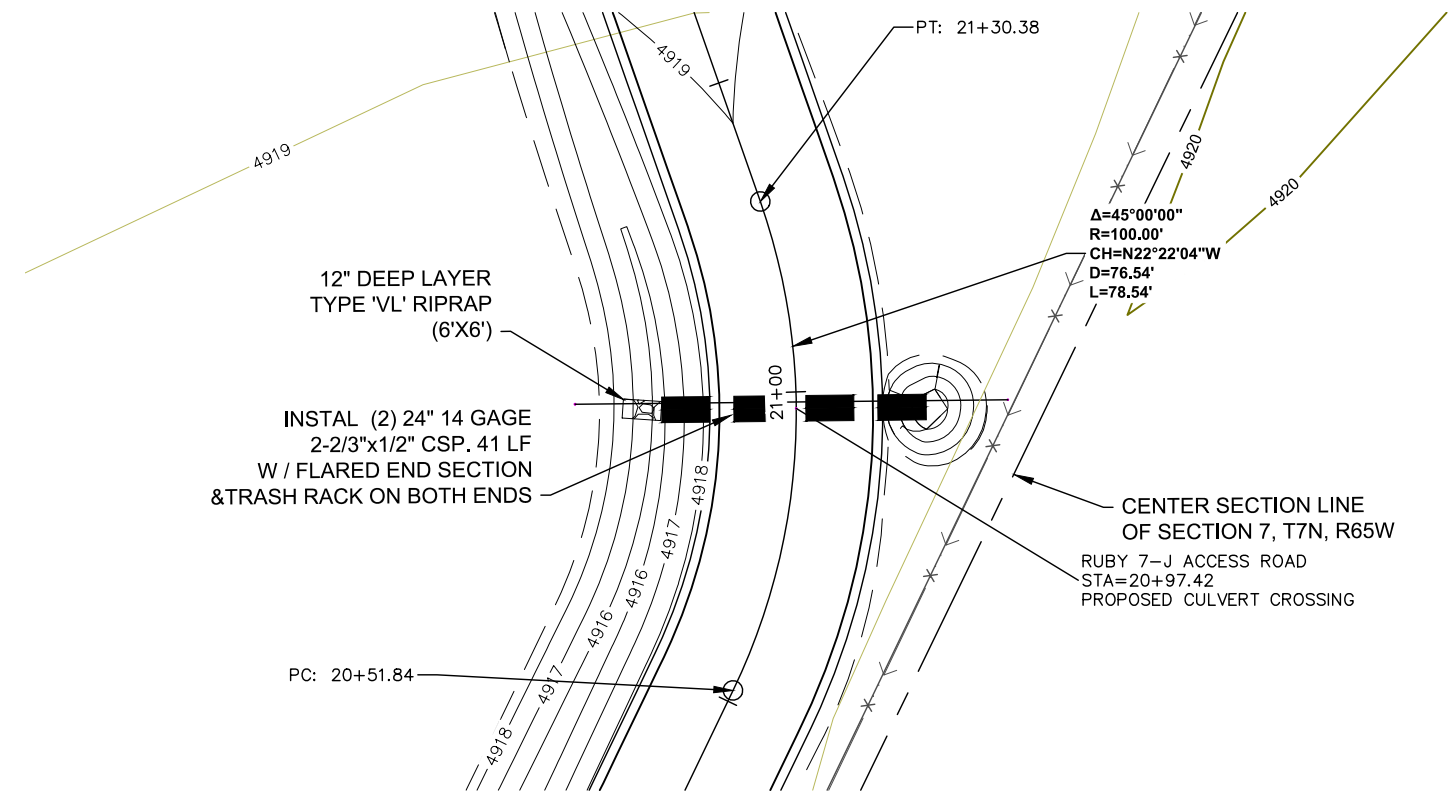 PT: 21+30.38
4919
4919
4920
4920
Δ=45°00'00"
R=100.00'
CH=N22°22'04"W
D=76.54'
L=78.54'
12" DEEP LAYER
TYPE 'VL' RIPRAP
(6'X6')
21+00
INSTAL (2) 24" 14 GAGE
2-2/3"x1/2" CSP. 41 LF
W / FLARED END SECTION
&TRASH RACK ON BOTH ENDS
4918
4917
4916
4916
4917
4918
CENTER SECTION LINE
OF SECTION 7, T7N, R65W
RUBY 7-J ACCESS ROAD
STA=20+97.42
PROPOSED CULVERT CROSSING
PC: 20+51.84